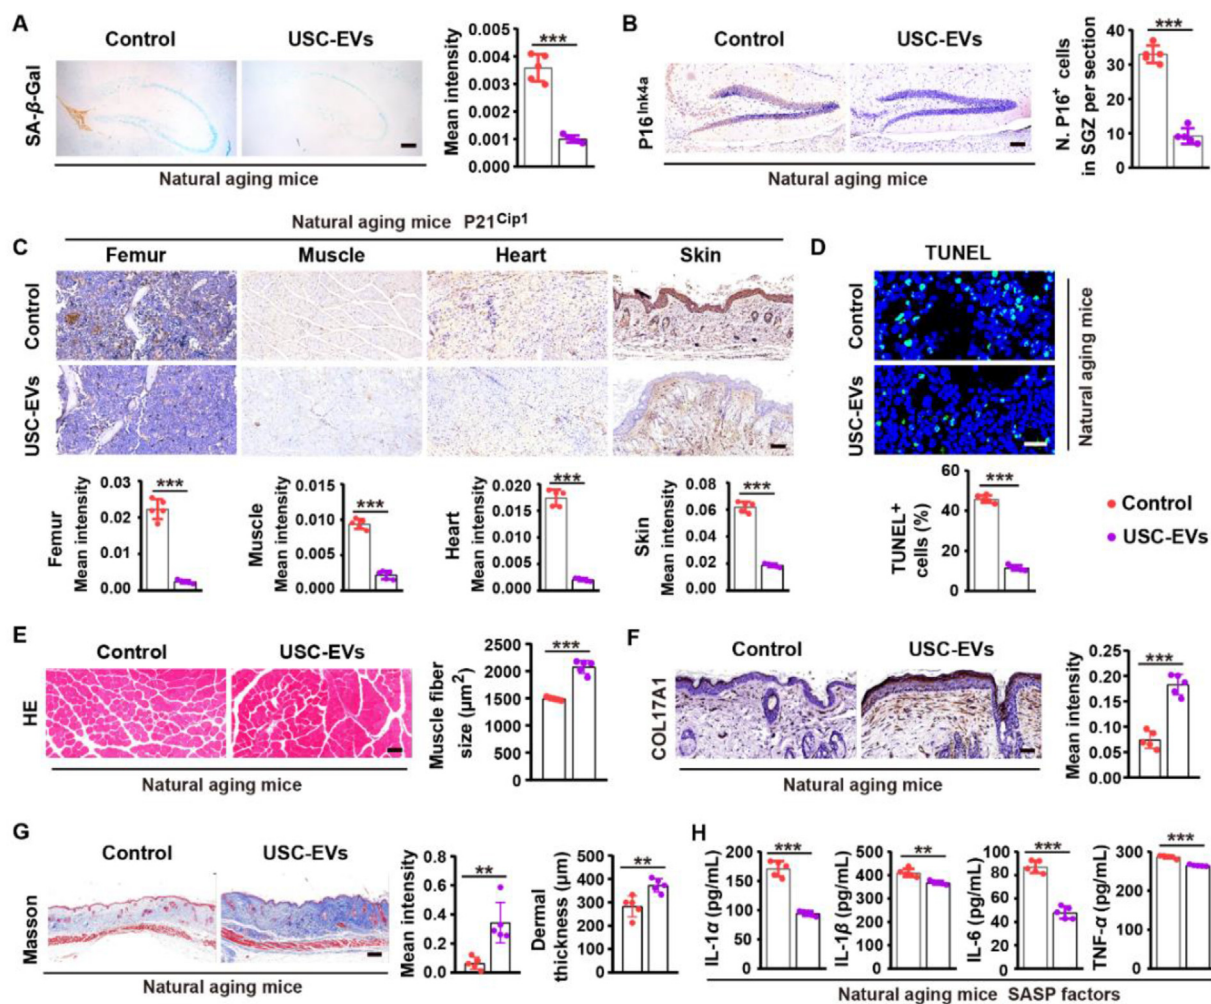 A
Control
USC-EVs
SA-β-Gal
Natural aging mice
Mean intensity
0.005
0.004
0.003
0.002
0.001
0.000
***
B
Control
USC-EVs
P16Ink4a
Natural aging mice
N. P16+ cells
in SGZ per section
40
30
20
10
0
***
Natural aging mice P21Cip1
C
Femur
Muscle
Heart
Skin
Control
USC-EVs
Femur
Mean intensity
0.03
0.02
0.01
0.00
***
Muscle
Mean intensity
0.015
0.010
0.005
0.000
***
Heart
Mean intensity
0.020
0.015
0.010
0.005
0.000
***
Skin
Mean intensity
0.08
0.06
0.04
0.02
0.00
***
D
TUNEL
Control
USC-EVs
Natural aging mice
TUNEL+
cells (%)
60
40
20
0
***
Control
USC-EVs
E
Control
USC-EVs
HE
Natural aging mice
Muscle fiber
size (μm²)
2500
2000
1500
1000
500
0
***
F
Control
USC-EVs
COL17A1
Natural aging mice
Mean intensity
0.25
0.20
0.15
0.10
0.05
0.00
***
G
Control
USC-EVs
Masson
Natural aging mice
Mean intensity
0.8
0.6
0.4
0.2
0.0
**
Dermal
thickness (μm)
500
400
300
200
100
0
**
H
IL-1α (pg/mL)
200
150
100
50
0
***
IL-1β (pg/mL)
500
400
300
200
100
0
**
IL-6 (pg/mL)
100
80
60
40
20
0
***
TNF-α (pg/mL)
300
200
100
0
***
Natural aging mice SASP factors